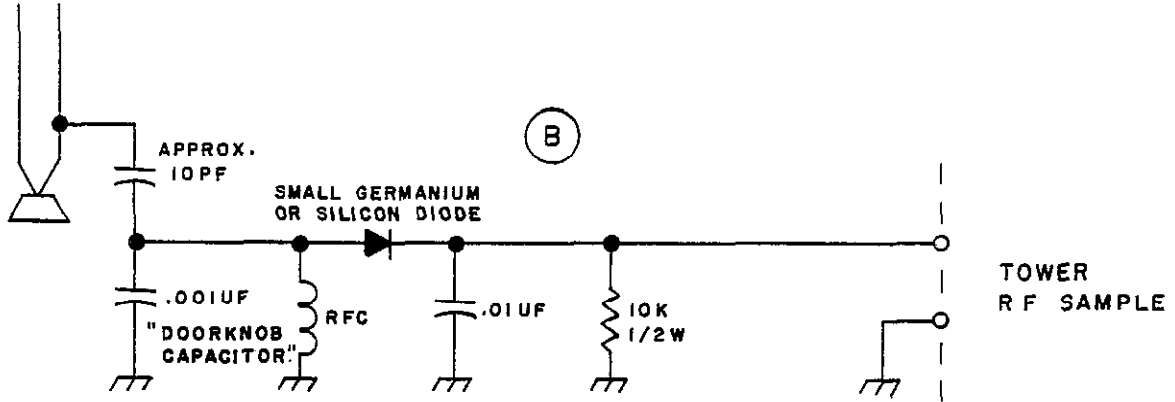 B
APPROX.
10PF
SMALL GERMANIUM
OR SILICON DIODE
.001UF
"DOORKNOB
CAPACITOR"
RFC
.01UF
10K
1/2W
TOWER
RF SAMPLE